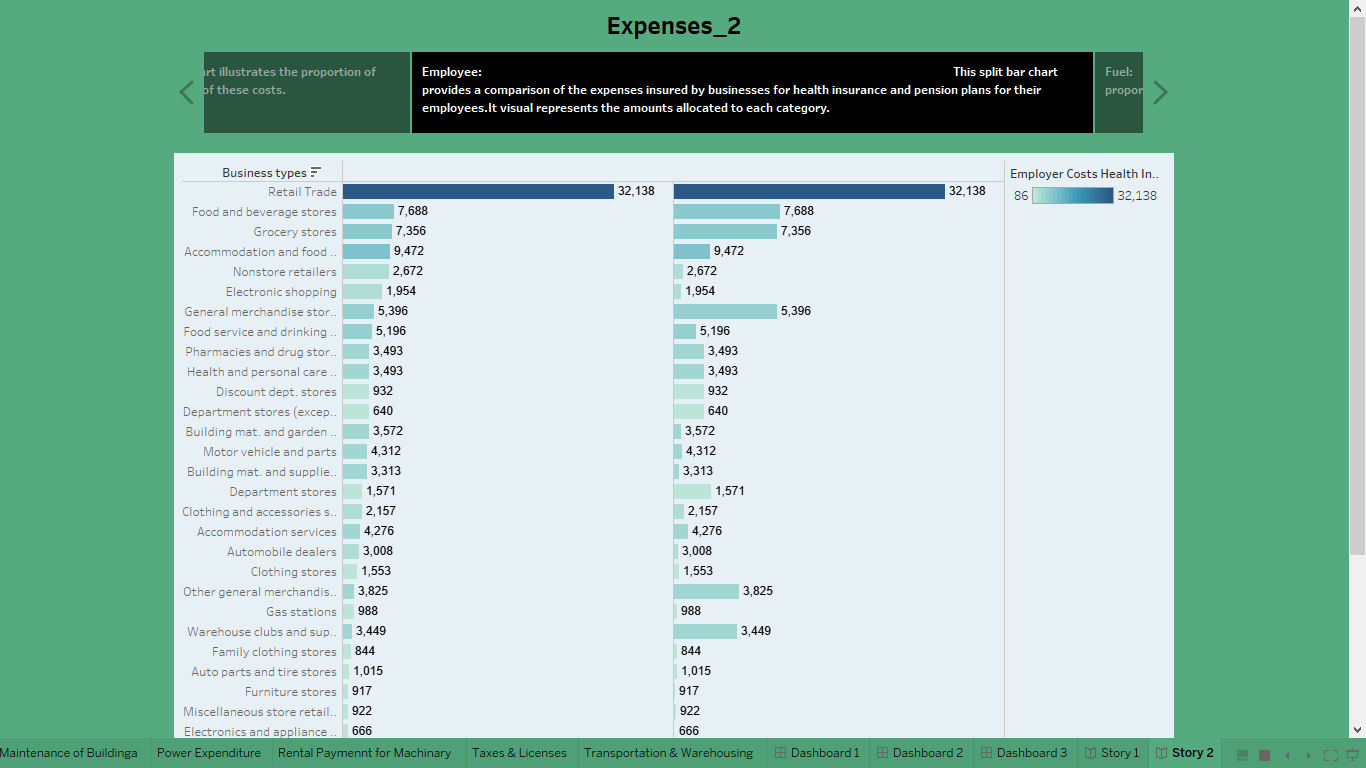 Expenses_2
rt illustrates the proportion of
of these costs.
Employee: This split bar chart
provides a comparison of the expenses insured by businesses for health insurance and pension plans for their
employees.It visual represents the amounts allocated to each category.
Fuel:
propor
Business types
Retail Trade 32,138 32,138
Food and beverage stores 7,688 7,688
Grocery stores 7,356 7,356
Accommodation and food .. 9,472 9,472
Nonstore retailers 2,672 2,672
Electronic shopping 1,954 1,954
General merchandise stor.. 5,396 5,396
Food service and drinking .. 5,196 5,196
Pharmacies and drug stor.. 3,493 3,493
Health and personal care .. 3,493 3,493
Discount dept. stores 932 932
Department stores (excep.. 640 640
Building mat. and garden .. 3,572 3,572
Motor vehicle and parts 4,312 4,312
Building mat. and supplie.. 3,313 3,313
Department stores 1,571 1,571
Clothing and accessories s.. 2,157 2,157
Accommodation services 4,276 4,276
Automobile dealers 3,008 3,008
Clothing stores 1,553 1,553
Other general merchandis.. 3,825 3,825
Gas stations 988 988
Warehouse clubs and sup.. 3,449 3,449
Family clothing stores 844 844
Auto parts and tire stores 1,015 1,015
Furniture stores 917 917
Miscellaneous store retail.. 922 922
Electronics and appliance .. 666 666
Employer Costs Health In..
86 32,138
Maintenance of Buildinga Power Expenditure Rental Paymennt for Machinary Taxes & Licenses Transportation & Warehousing Dashboard 1 Dashboard 2 Dashboard 3 Story 1 Story 2